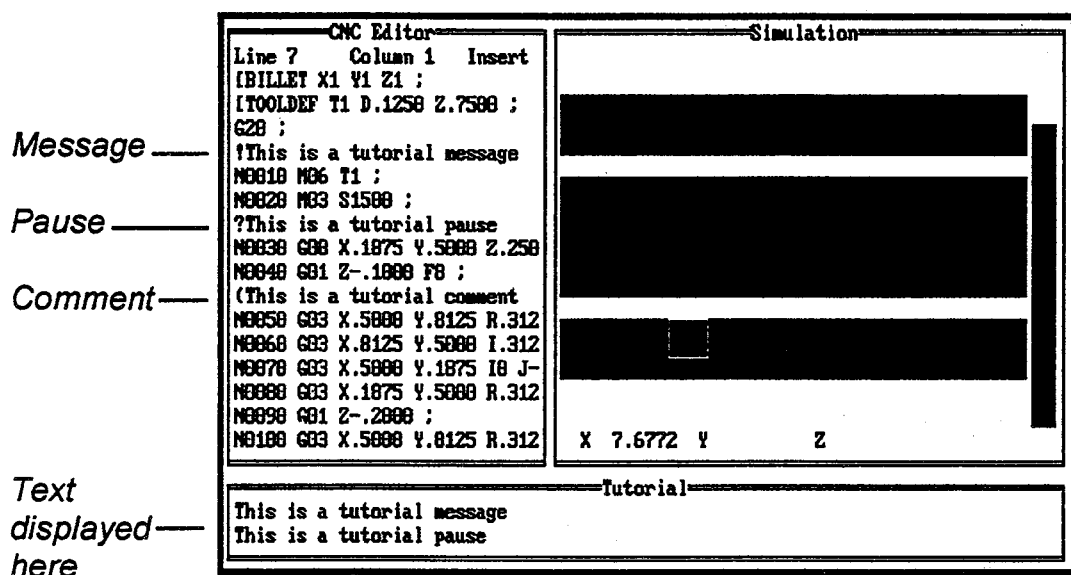 CNC Editor
Line 7 Column 1 Insert
[BILLET X1 Y1 Z1 ;
[TOOLDEF T1 D.1250 Z.7500 ;
G28 ;
!This is a tutorial message
N0010 M06 T1 ;
N0020 M03 S1500 ;
?This is a tutorial pause
N0030 G00 X.1875 Y.5000 Z.250
N0040 G01 Z-.1000 F8 ;
(This is a tutorial comment
N0050 G03 X.5000 Y.8125 R.312
N0060 G03 X.8125 Y.5000 I.312
N0070 G03 X.5000 Y.1875 I0 J-
N0080 G03 X.1875 Y.5000 R.312
N0090 G01 Z-.2000 ;
N0100 G03 X.5000 Y.8125 R.312
Simulation
X 7.6772 Y Z
Tutorial
This is a tutorial message
This is a tutorial pause
Message
Pause
Comment
Text
displayed
here